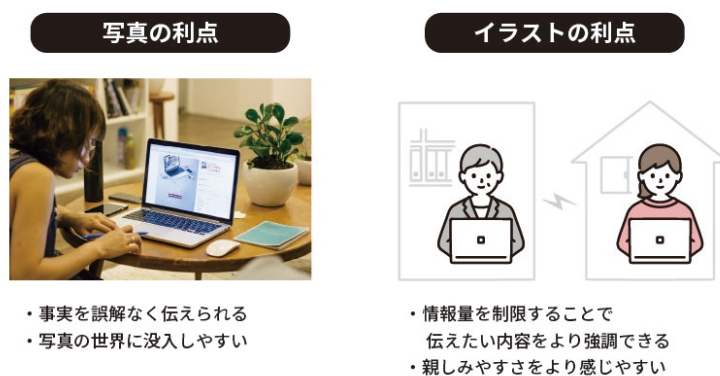 写真の利点
・事実を誤解なく伝えられる
・写真の世界に没入しやすい
イラストの利点
・情報量を制限することで
伝えたい内容をより強調できる
・親しみやすさをより感じやすい